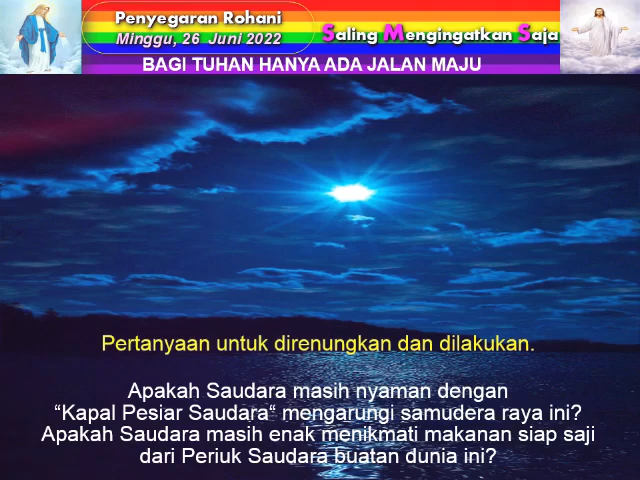 Penyegaran Rohani
Minggu, 26 Juni 2022
Saling Mengingatkan Saja
BAGI TUHAN HANYA ADA JALAN MAJU
Pertanyaan untuk direnungkan dan dilakukan.
Apakah Saudara masih nyaman dengan
“Kapal Pesiar Saudara“ mengarungi samudera raya ini?
Apakah Saudara masih enak menikmati makanan siap saji
dari Periuk Saudara buatan dunia ini?